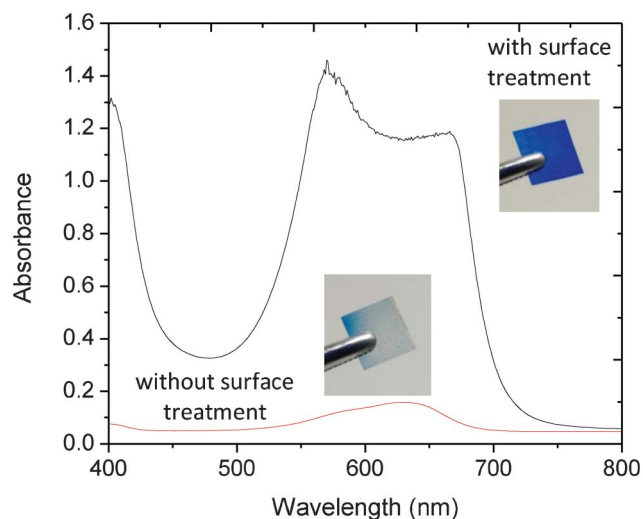 1.6
1.4
1.2
1.0
0.8
0.6
0.4
0.2
0.0
Absorbance
with surface
treatment
without surface
treatment
400
500
600
700
800
Wavelength (nm)